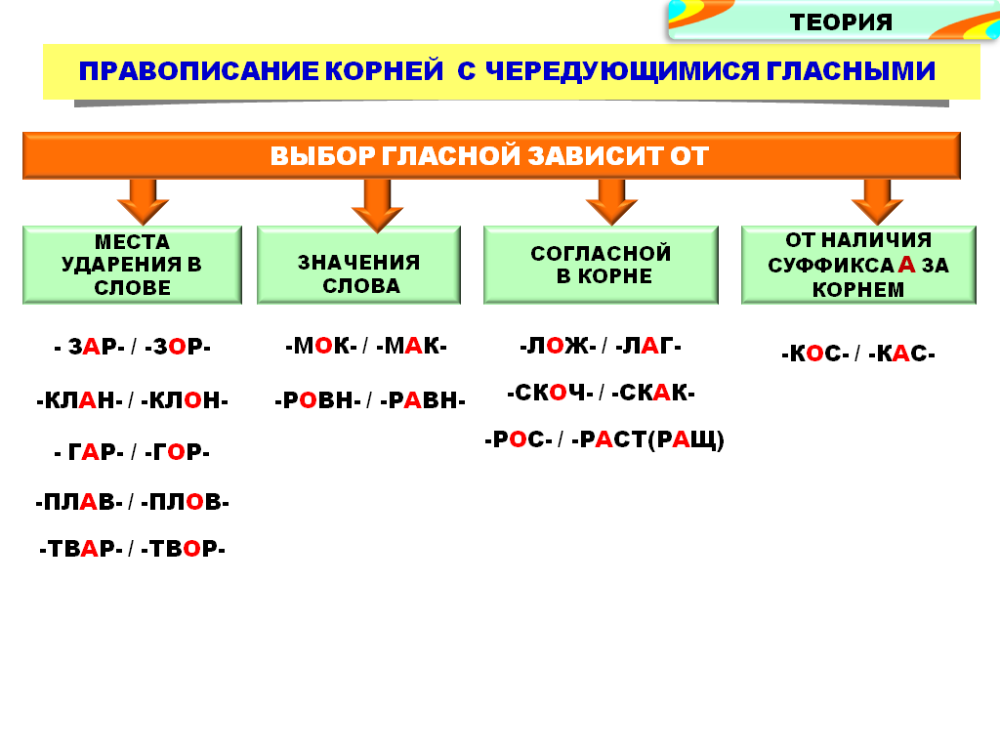 ТЕОРИЯ
ПРАВОПИСАНИЕ КОРНЕЙ С ЧЕРЕДУЮЩИМИСЯ ГЛАСНЫМИ
ВЫБОР ГЛАСНОЙ ЗАВИСИТ ОТ
МЕСТА
УДАРЕНИЯ В
СЛОВЕ
- ЗАР- / -ЗОР-
-КЛАН- / -КЛОН-
- ГАР- / -ГОР-
-ПЛАВ- / -ПЛОВ-
-ТВАР- / -ТВОР-
ЗНАЧЕНИЯ
СЛОВА
-МОК- / -МАК-
-РОВН- / -РАВН-
СОГЛАСНОЙ
В КОРНЕ
-ЛОЖ- / -ЛАГ-
-СКОЧ- / -СКАК-
-РОС- / -РАСТ(РАЩ)
ОТ НАЛИЧИЯ
СУФФИКСА А ЗА
КОРНЕМ
-КОС- / -КАС-